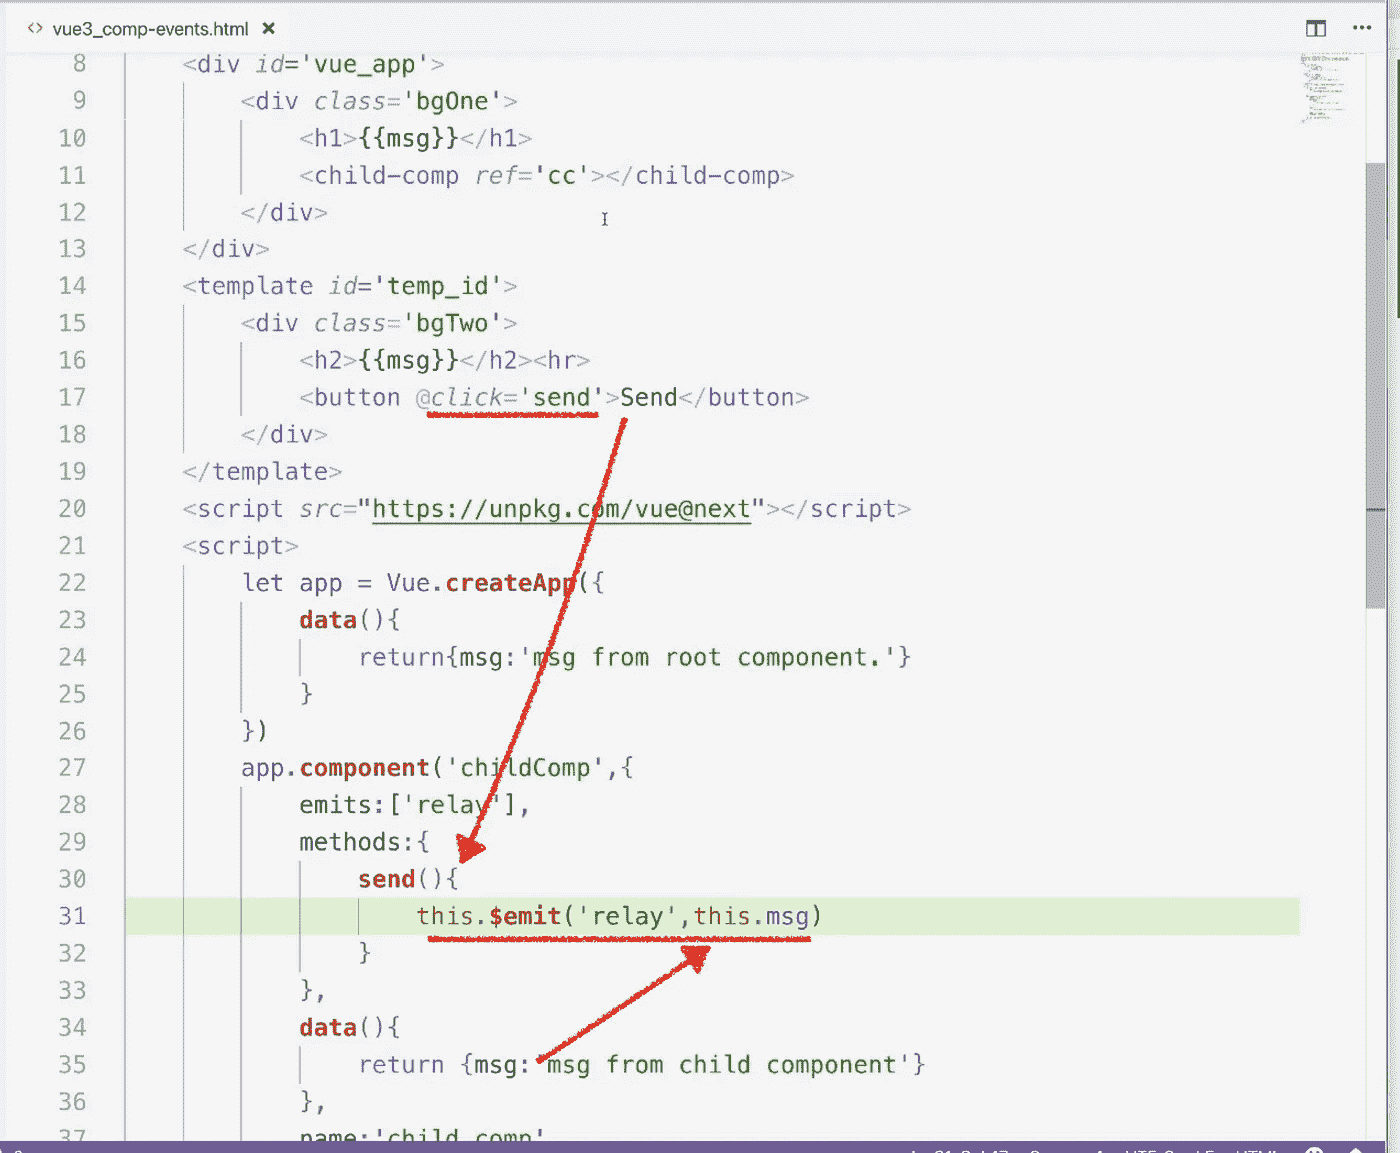 vue3_comp-events.html
8 <div id='vue_app'>
9 <div class='bgOne'>
10 <h1>{{msg}}</h1>
11 <child-comp ref='cc'></child-comp>
12 </div>
13 </div>
14 <template id='temp_id'>
15 <div class='bgTwo'>
16 <h2>{{msg}}</h2><hr>
17 <button @click='send'>Send</button>
18 </div>
19 </template>
20 <script src="https://unpkg.com/vue@next"></script>
21 <script>
22 let app = Vue.createApp({
23 data(){
24 return{msg:'msg from root component.'}
25 }
26 })
27 app.component('childComp',{
28 emits:['relay'],
29 methods:{
30 send(){
31 this.$emit('relay',this.msg)
32 }
33 },
34 data(){
35 return {msg:'msg from child component'}
36 },
37 name:'child comp'